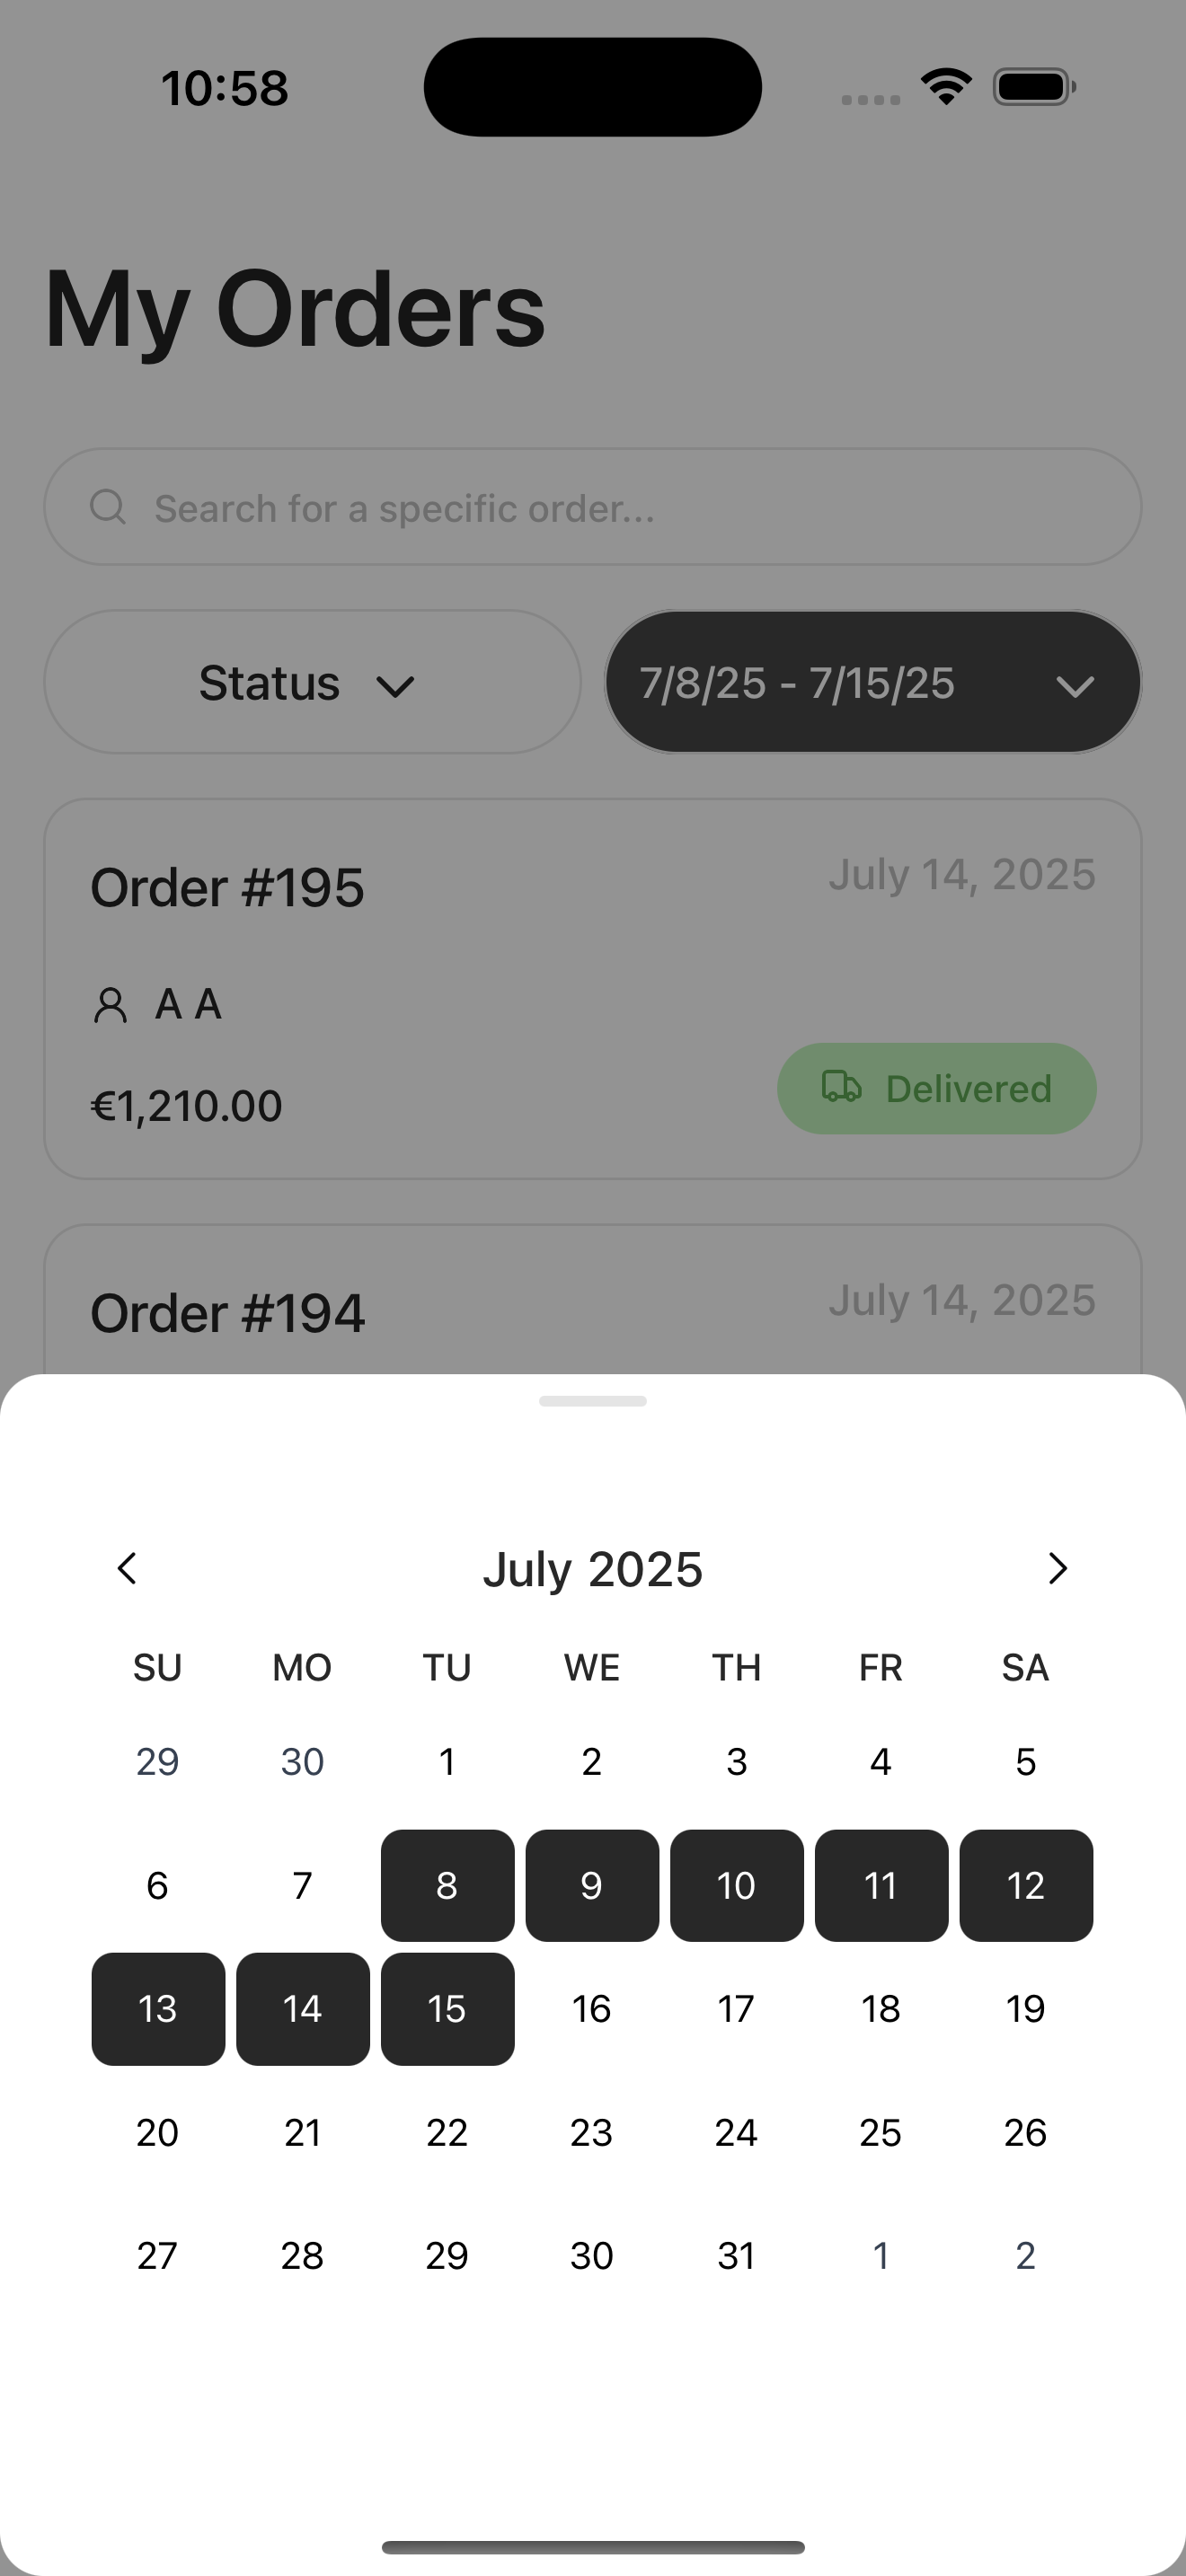 10:58
My Orders
Search for a specific order...
Status
7/8/25 - 7/15/25
Order #195
July 14, 2025
A A
€1,210.00
Delivered
Order #194
July 14, 2025
July 2025
SU MO TU WE TH FR SA
29 30 1 2 3 4 5
6 7 8 9 10 11 12
13 14 15 16 17 18 19
20 21 22 23 24 25 26
27 28 29 30 31 1 2